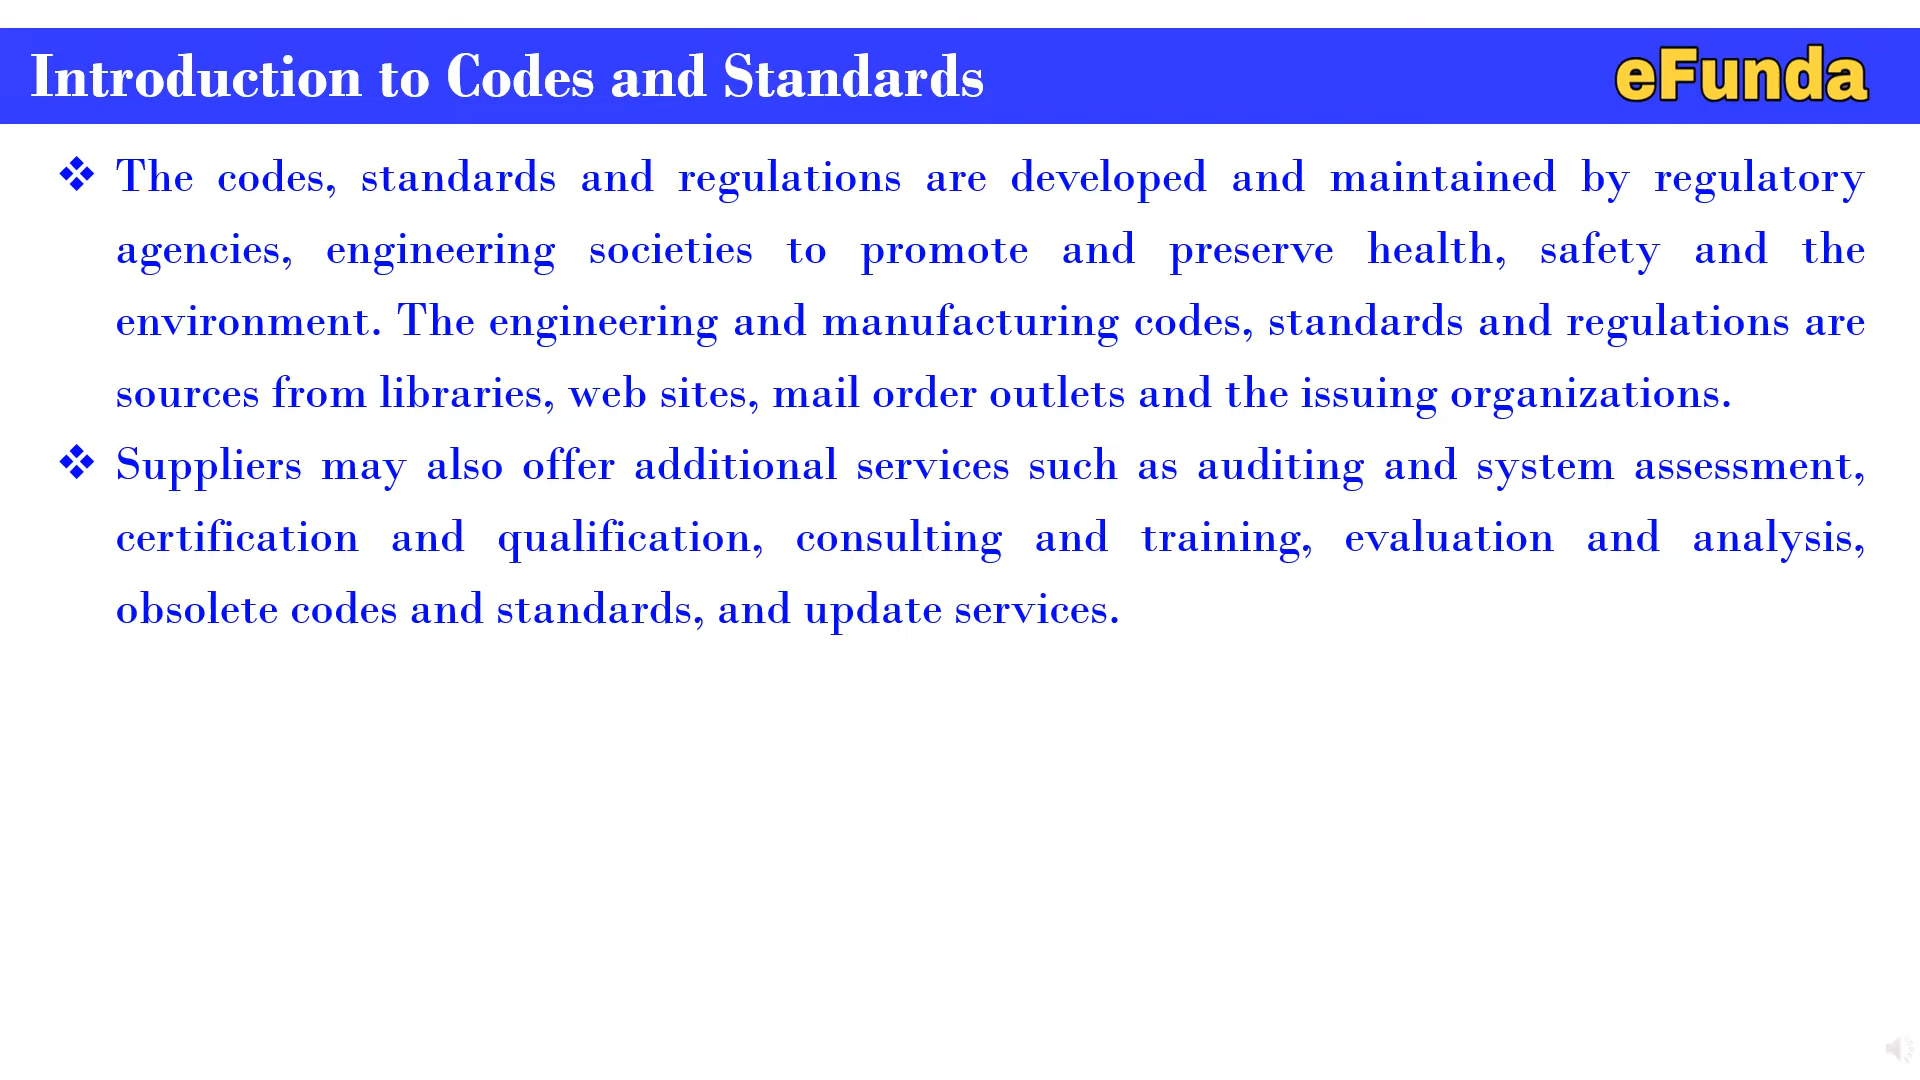 Introduction to Codes and Standards
eFunda
❖ The codes, standards and regulations are developed and maintained by regulatory
agencies, engineering societies to promote and preserve health, safety and the
environment. The engineering and manufacturing codes, standards and regulations are
sources from libraries, web sites, mail order outlets and the issuing organizations.
❖ Suppliers may also offer additional services such as auditing and system assessment,
certification and qualification, consulting and training, evaluation and analysis,
obsolete codes and standards, and update services.